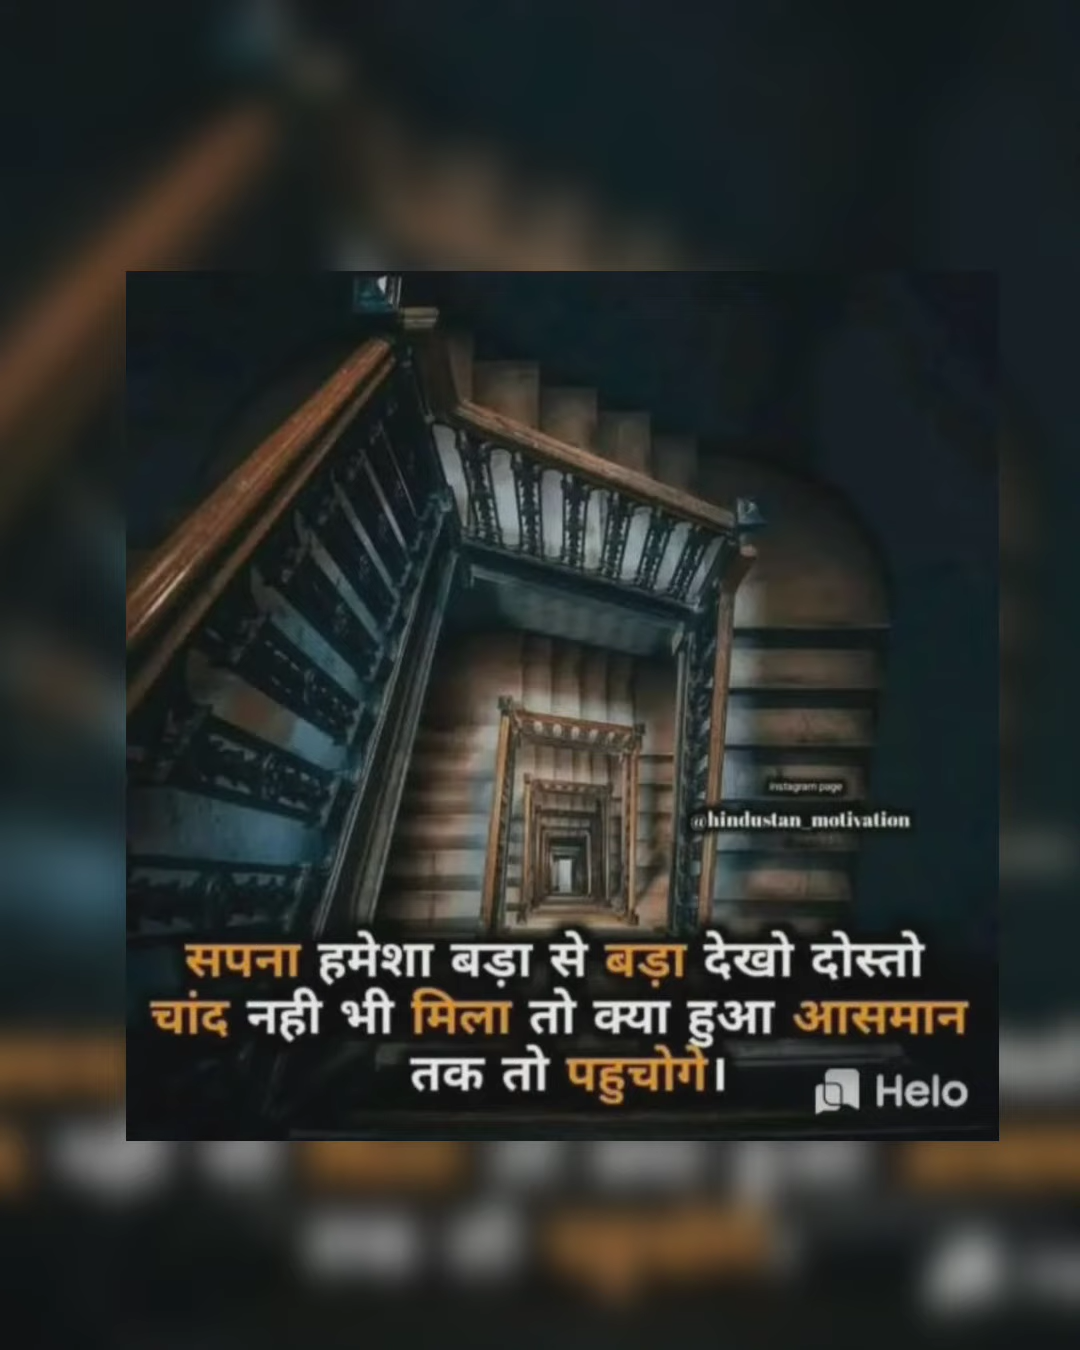 instagram page
@hindustan_motivation
सपना हमेशा बड़ा से बड़ा देखो दोस्तो
चांद नही भी मिला तो क्या हुआ आसमान
तक तो पहुचोगे।
Helo